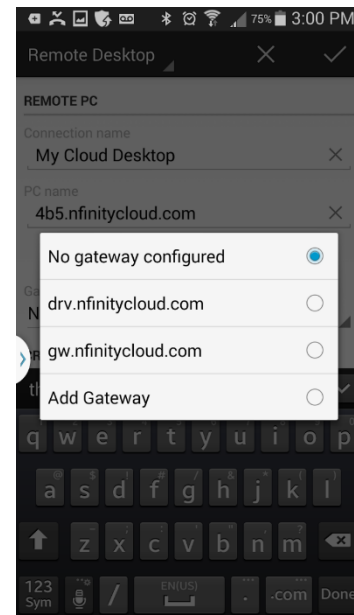 75% 3:00 PM
Remote Desktop
REMOTE PC
Connection name
My Cloud Desktop
PC name
4b5.nfinitycloud.com
No gateway configured
drv.nfinitycloud.com
gw.nfinitycloud.com
Add Gateway
q w e r t y u i o p
a s d f g h j k l
z x c v b n m
123
Sym
/
EN(US)
. .com Done